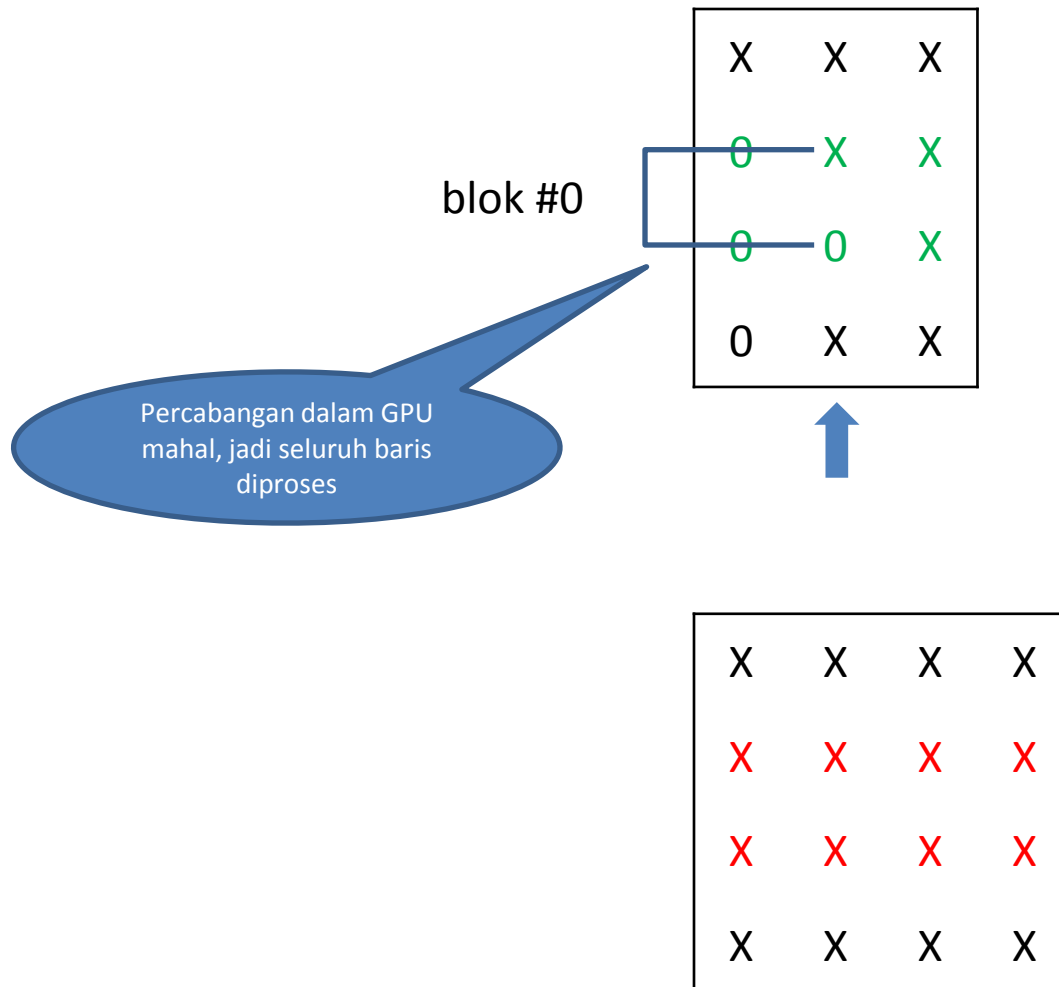 X X X
0 X X
blok #0
0 0 X
0 X X
Percabangan dalam GPU
mahal, jadi seluruh baris
diproses
X X X X
X X X X
X X X X
X X X X